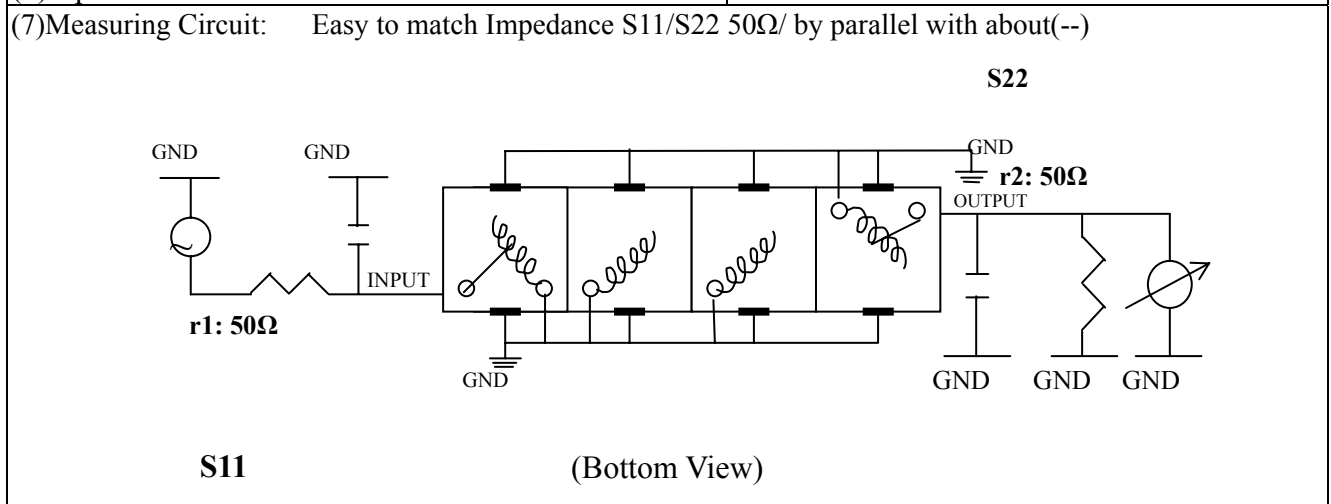 (7)Measuring Circuit: Easy to match Impedance S11/S22 50Ω/ by parallel with about(--)
S22
GND GND GND
r2: 50Ω
OUTPUT
INPUT
r1: 50Ω
GND
GND GND GND
S11 (Bottom View)